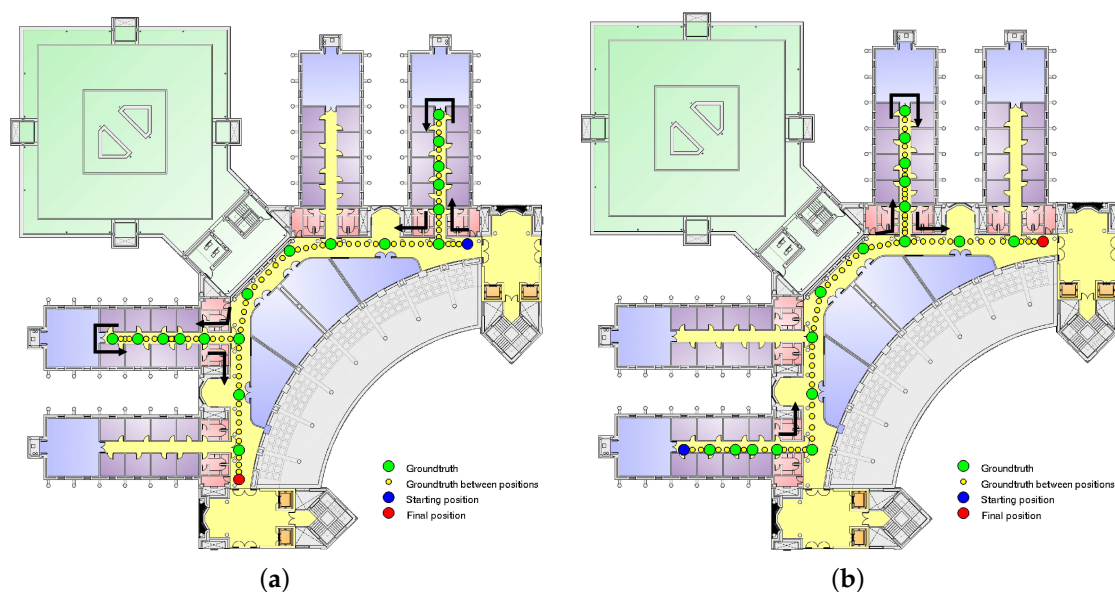 Groundtruth
Groundtruth between positions
Starting position
Final position
(a)
Groundtruth
Groundtruth between positions
Starting position
Final position
(b)